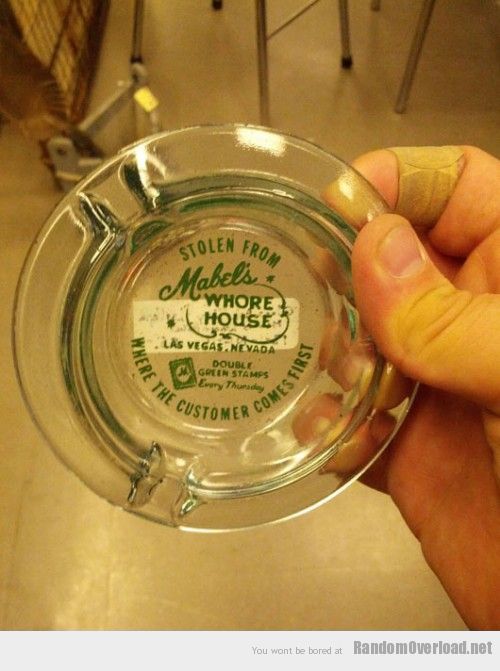 STOLEN FROM
Mabel's
WHORE
HOUSE
LAS VEGAS, NEVADA
DOUBLE
GREEN STAMPS
Every Thursday
WHERE THE CUSTOMER COMES FIRST
You wont be bored at RandomOverload.net